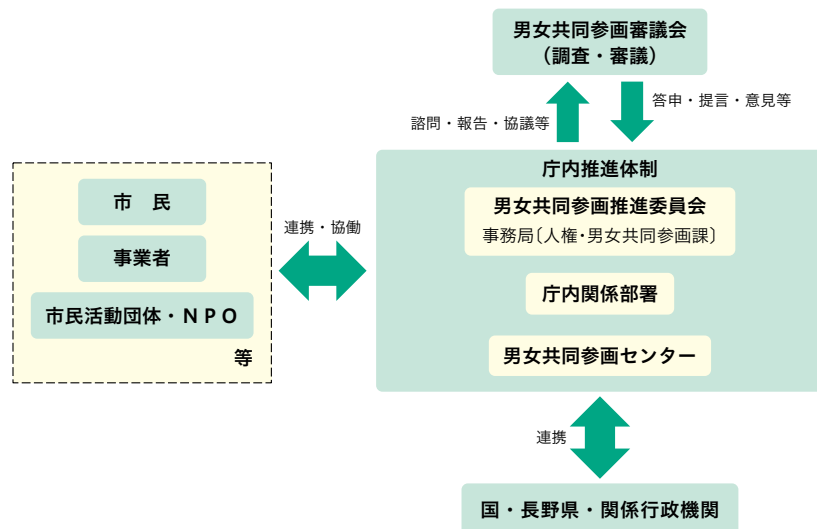 男女共同参画審議会
（調査・審議）
諮問・報告・協議等
答申・提言・意見等
市　民
事業者
市民活動団体・ＮＰＯ
等
連携・協働
庁内推進体制
男女共同参画推進委員会
事務局〔人権・男女共同参画課〕
庁内関係部署
男女共同参画センター
連携
国・長野県・関係行政機関